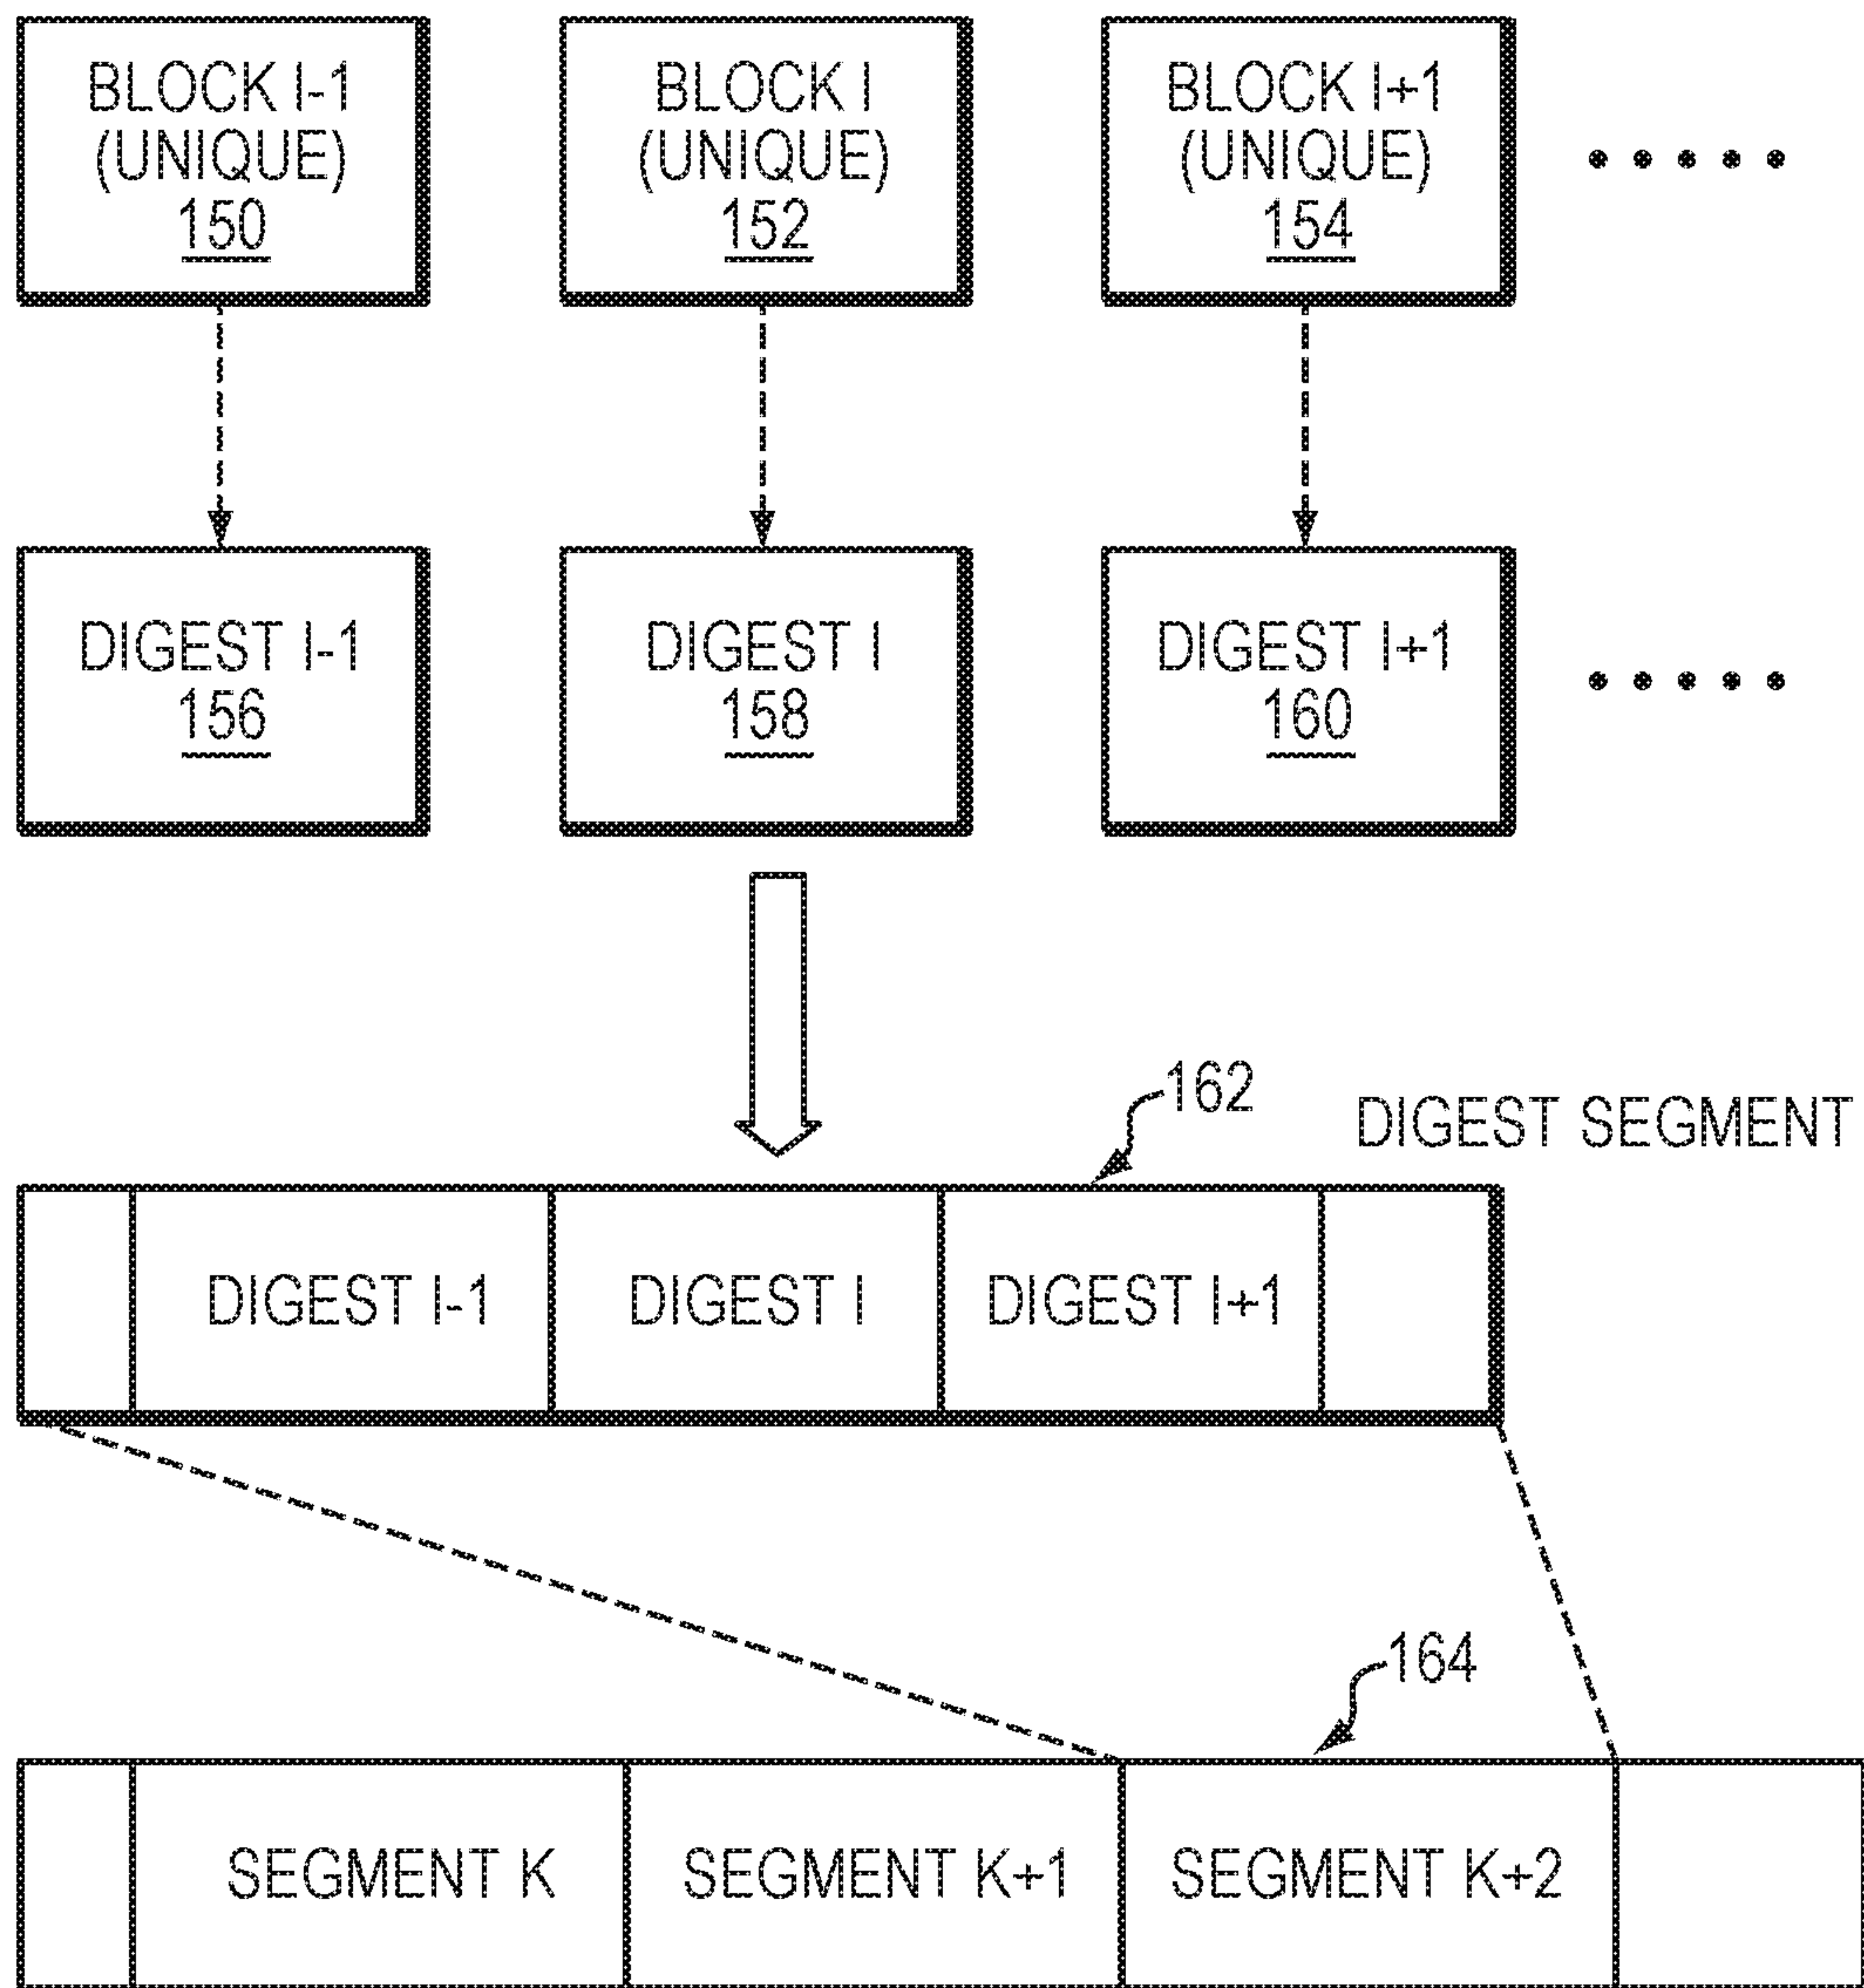 BLOCK I-1
(UNIQUE)
150
BLOCK I
(UNIQUE)
152
BLOCK I+1
(UNIQUE)
154
DIGEST I-1
156
DIGEST I
158
DIGEST I+1
160
162
DIGEST SEGMENT
DIGEST I-1
DIGEST I
DIGEST I+1
164
SEGMENT K
SEGMENT K+1
SEGMENT K+2